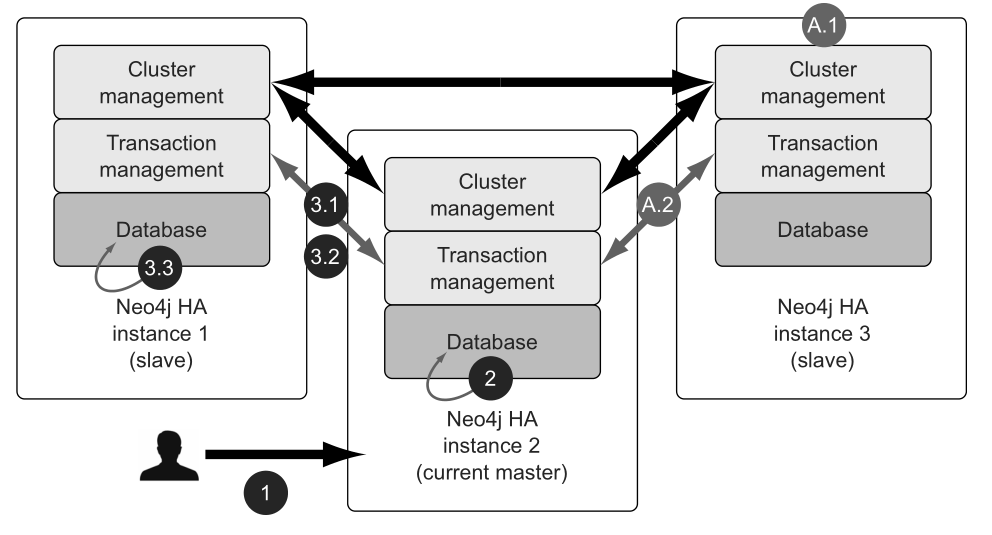 Cluster
management
Transaction
management
Database
3.3
Neo4j HA
instance 1
(slave)
3.1
3.2
Cluster
management
Transaction
management
Database
2
Neo4j HA
instance 2
(current master)
1
A.1
Cluster
management
Transaction
management
Database
A.2
Neo4j HA
instance 3
(slave)